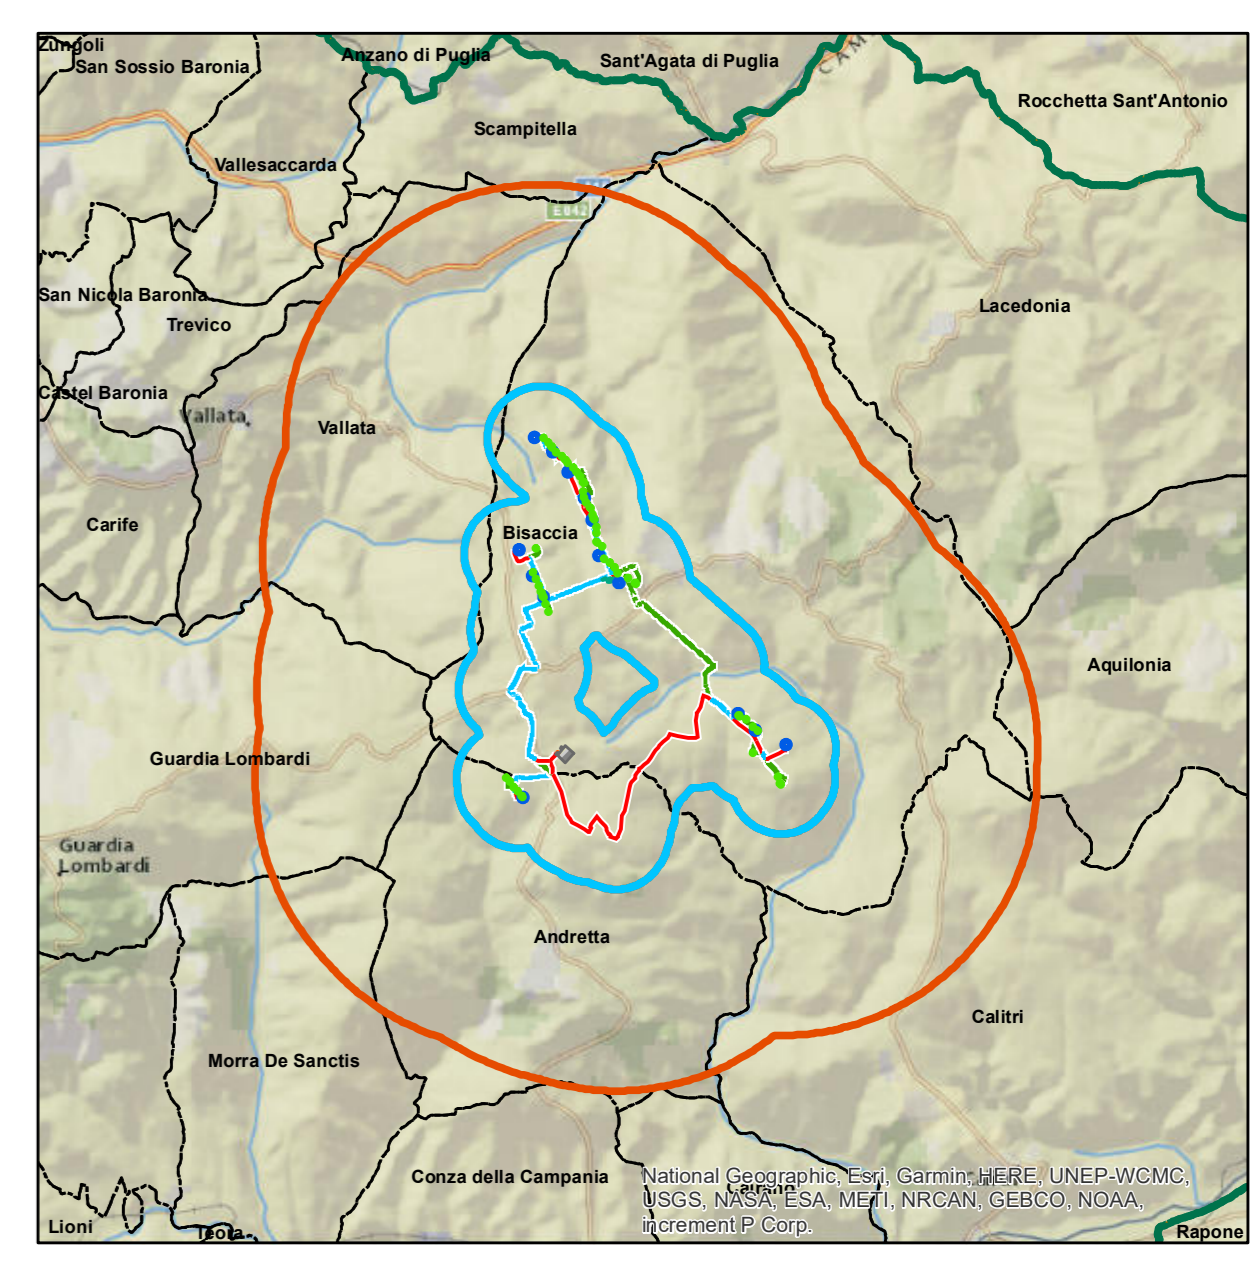 Zungoli
San Sossio Baronia
Anzano di Puglia
Sant'Agata di Puglia
Rocchetta Sant'Antonio
Scampitella
Vallesaccarda
E842
San Nicola Baronia
Trevico
Lacedonia
Castel Baronia
Vallata
Vallata
Carife
Bisaccia
Aquilonia
Guardia Lombardi
Guardia
Lombardi
Andretta
Calitri
Morra De Sanctis
Conza della Campania
Cairano
National Geographic, Esri, Garmin, HERE, UNEP-WCMC,
USGS, NASA, ESA, METI, NRCAN, GEBCO, NOAA,
increment P Corp.
Lioni
Teora
Rapone